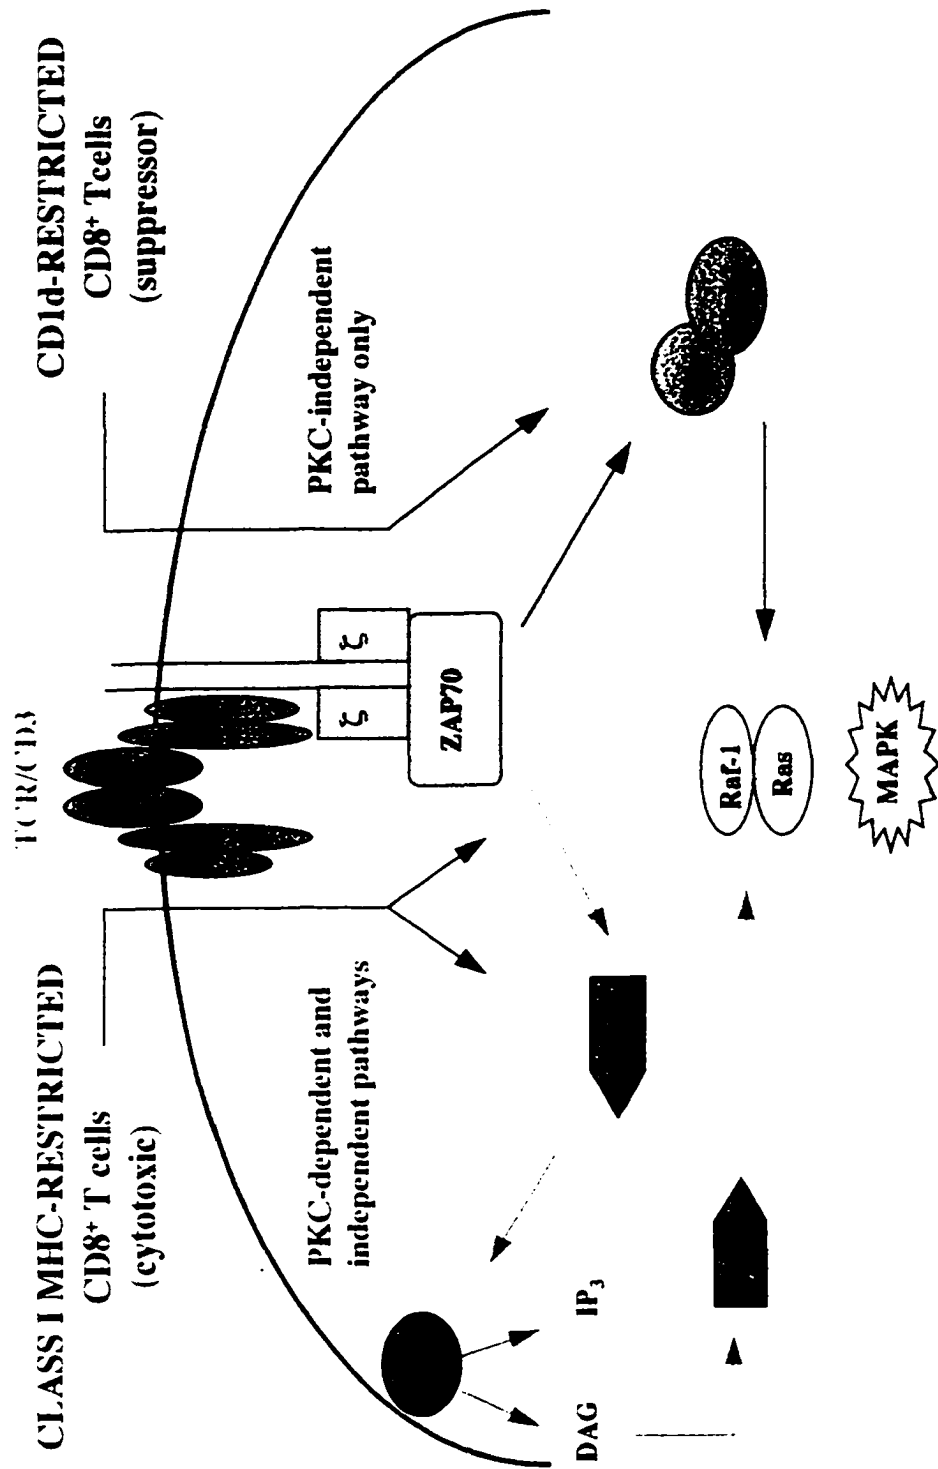 CLASS I MHC-RESTRICTED
CD8+ T cells
(cytotoxic)
TCR/CD3
CD1d-RESTRICTED
CD8+ Tcells
(suppressor)
PKC-dependent and
independent pathways
PKC-independent
pathway only
ζ
ζ
ZAP70
DAG
IP3
Raf-1
Ras
MAPK